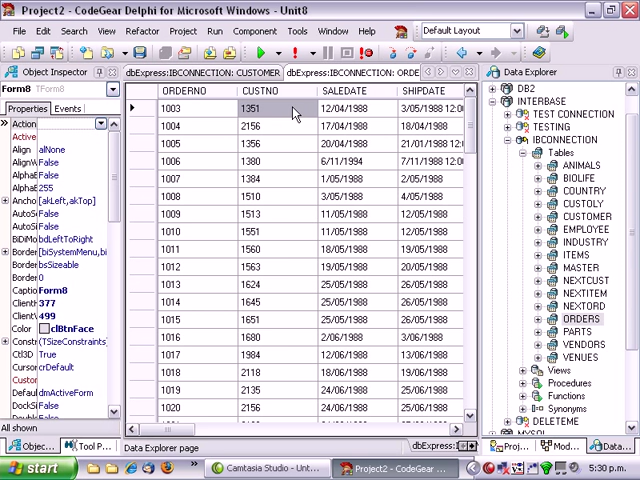 Project2 - CodeGear Delphi for Microsoft Windows - Unit8
File Edit Search View Refactor Project Run Component Tools Window Help
Default Layout
Object Inspector
Form8
Properties Events
Action
Active
Align alNone
AlignW False
AlphaB False
AlphaB 255
Ancho [akLeft,akTop]
AutoSc False
AutoSi False
BiDiMo bdLeftToRight
Border [biSystemMenu,bi
Border bsSizeable
Border 0
Captio Form8
ClientH 377
ClientW 499
Color clBtnFace
Constr (TSizeConstraints)
Ctl3D True
Cursor crDefault
Custom
Default dmActiveForm
DockSi False
All shown
Objec... Tool P...
dbExpress:IBCONNECTION: CUSTOMER dbExpress:IBCONNECTION: ORDE
ORDERNO CUSTNO SALEDATE SHIPDATE
1003 1351 12/04/1988 3/05/1988 12:0
1004 2156 17/04/1988 18/04/1988
1005 1356 20/04/1988 21/01/1988 12:
1006 1380 6/11/1994 7/11/1988 12:0
1007 1384 1/05/1988 2/05/1988
1008 1510 3/05/1988 4/05/1988
1009 1513 11/05/1988 12/05/1988
1010 1551 11/05/1988 12/05/1988
1011 1560 18/05/1988 19/05/1988
1012 1563 19/05/1988 20/05/1988
1013 1624 25/05/1988 26/05/1988
1014 1645 25/05/1988 26/05/1988
1015 1651 25/05/1988 26/05/1988
1016 1680 2/06/1988 3/06/1988
1017 1984 12/06/1988 13/06/1988
1018 2118 18/06/1988 19/06/1988
1019 2135 24/06/1988 25/06/1988
1020 2156 24/06/1988 25/06/1988
Data Explorer page
dbExpress:I
Data Explorer
DB2
INTERBASE
TEST CONNECTION
TESTING
IBCONNECTION
Tables
ANIMALS
BIOLIFE
COUNTRY
CUSTOLY
CUSTOMER
EMPLOYEE
INDUSTRY
ITEMS
MASTER
NEXTCUST
NEXTITEM
NEXTORD
ORDERS
PARTS
VENDORS
VENUES
Views
Procedures
Functions
Synonyms
DELETEME
MYSQL
Proj... Mod... Data...
start
Camtasia Studio - Unt...
Project2 - CodeGear ...
5:30 p.m.